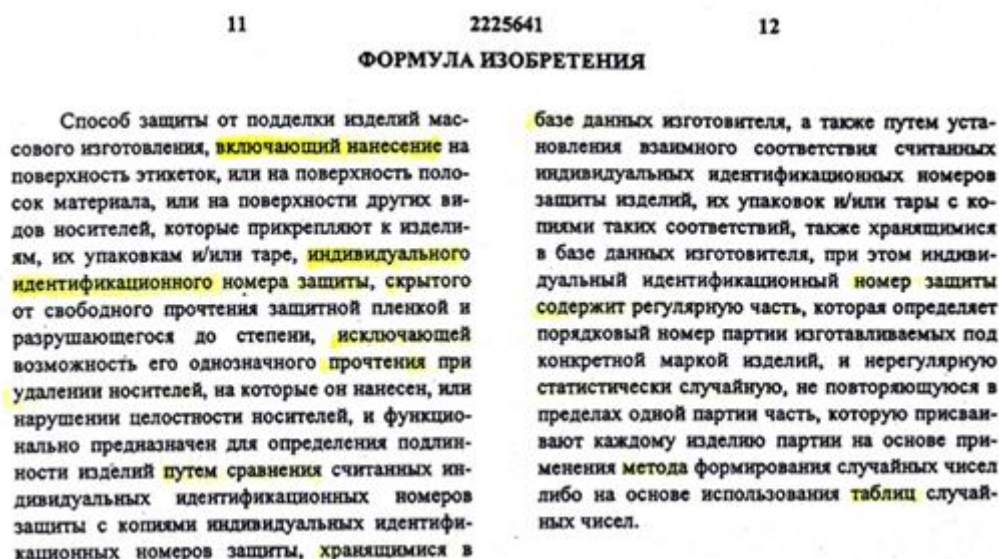 11 2225641 12
ФОРМУЛА ИЗОБРЕТЕНИЯ
Способ защиты от подделки изделий мас-
сового изготовления, включающий нанесение на
поверхность этикеток, или на поверхность поло-
сок материала, или на поверхности других ви-
дов носителей, которые прикрепляют к издели-
ям, их упаковкам и/или таре, индивидуального
идентификационного номера защиты, скрытого
от свободного прочтения защитной пленкой и
разрушающегося до степени, исключающей
возможность его однозначного прочтения при
удалении носителей, на которые он нанесен, или
нарушении целостности носителей, и функцио-
нально предназначен для определения подлин-
ности изделий путем сравнения считанных ин-
дивидуальных идентификационных номеров
защиты с копиями индивидуальных идентифи-
кационных номеров защиты, хранящимися в
базе данных изготовителя, а также путем уста-
новления взаимного соответствия считанных
индивидуальных идентификационных номеров
защиты изделий, их упаковок и/или тары с ко-
пиями таких соответствий, также хранящимися
в базе данных изготовителя, при этом индиви-
дуальный идентификационный номер защиты
содержит регулярную часть, которая определяет
порядковый номер партии изготавливаемых под
конкретной маркой изделий, и нерегулярную
статистически случайную, не повторяющуюся в
пределах одной партии часть, которую присваи-
вают каждому изделию партии на основе при-
менения метода формирования случайных чисел
либо на основе использования таблиц случай-
ных чисел.